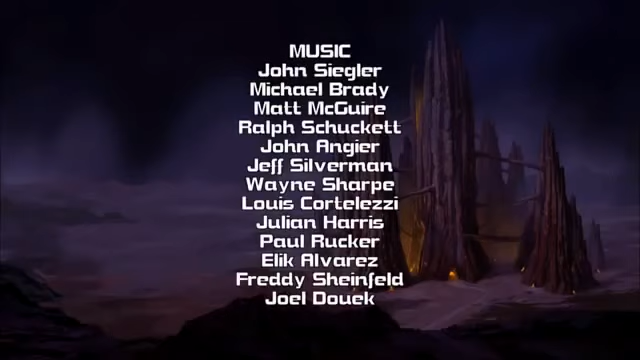 MUSIC
John Siegler
Michael Brady
Matt McGuire
Ralph Schuckett
John Angier
Jeff Silverman
Wayne Sharpe
Louis Cortelezzi
Julian Harris
Paul Rucker
Elik Alvarez
Freddy Sheinfeld
Joel Douek